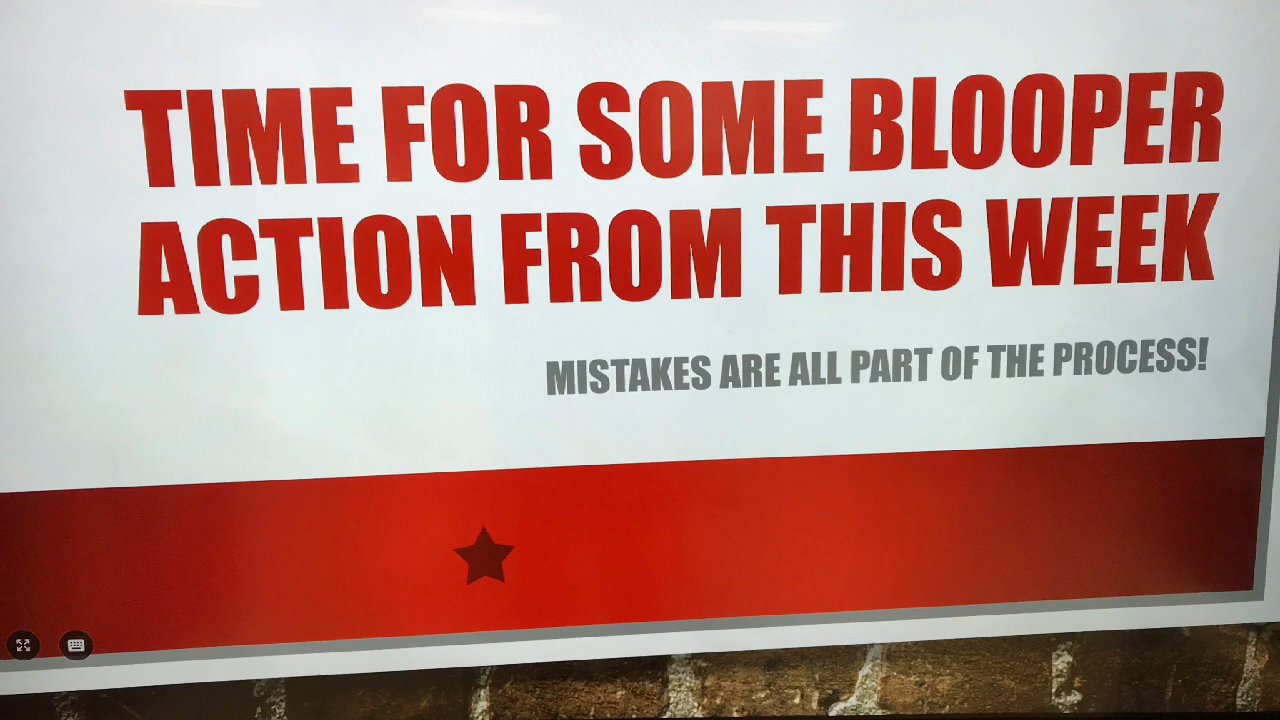 TIME FOR SOME BLOOPER
ACTION FROM THIS WEEK
MISTAKES ARE ALL PART OF THE PROCESS!